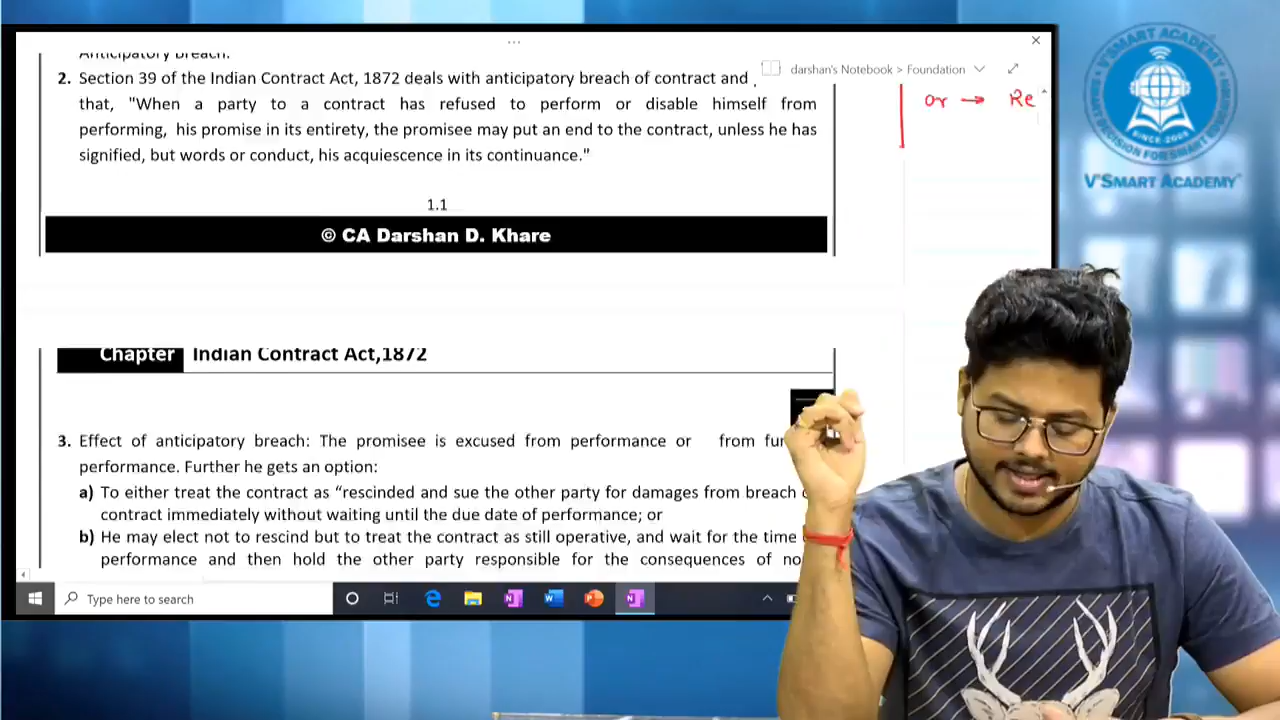 ...
Anticipatory breach.
2. Section 39 of the Indian Contract Act, 1872 deals with anticipatory breach of contract and
that, "When a party to a contract has refused to perform or disable himself from
performing, his promise in its entirety, the promisee may put an end to the contract, unless he has
signified, but words or conduct, his acquiescence in its continuance."
1.1
© CA Darshan D. Khare
darshan's Notebook > Foundation
or → Re
V'SMART ACADEMY
SINCE 2008
V'SMART ACADEMY
Chapter Indian Contract Act,1872
3. Effect of anticipatory breach: The promisee is excused from performance or from
performance. Further he gets an option:
a) To either treat the contract as “rescinded and sue the other party for damages from breach
contract immediately without waiting until the due date of performance; or
b) He may elect not to rescind but to treat the contract as still operative, and wait for the time
performance and then hold the other party responsible for the consequences of
Type here to search